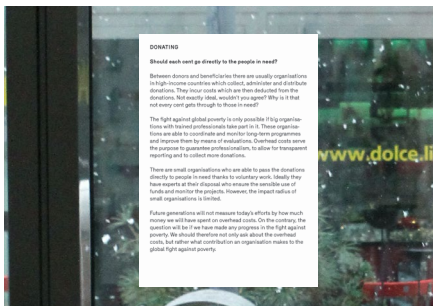 DONATING
Should each cent go directly to the people in need?
Between donors and beneficiaries there are usually organisations
in high-income countries which collect, administer and distribute
donations. They incur costs which are then deducted from the
donations. Not exactly ideal, wouldn't you agree? Why is it that
not every cent gets through to those in need?
The fight against global poverty is only possible if big organisa-
tions with trained professionals take part in it. These organisa-
tions are able to coordinate and monitor long-term programmes
and improve them by means of evaluations. Overhead costs serve
the purpose to guarantee professionalism, to allow for transparent
reporting and to collect more donations.
There are small organisations who are able to pass the donations
directly to people in need thanks to voluntary work. Ideally they
have experts at their disposal who ensure the sensible use of
funds and monitor the projects. However, the impact radius of
small organisations is limited.
Future generations will not measure today's efforts by how much
money we will have spent on overhead costs. On the contrary, the
question will be if we have made any progress in the fight against
poverty. We should therefore not only ask about the overhead
costs, but rather what contribution an organisation makes to the
global fight against poverty.
www.dolce.li